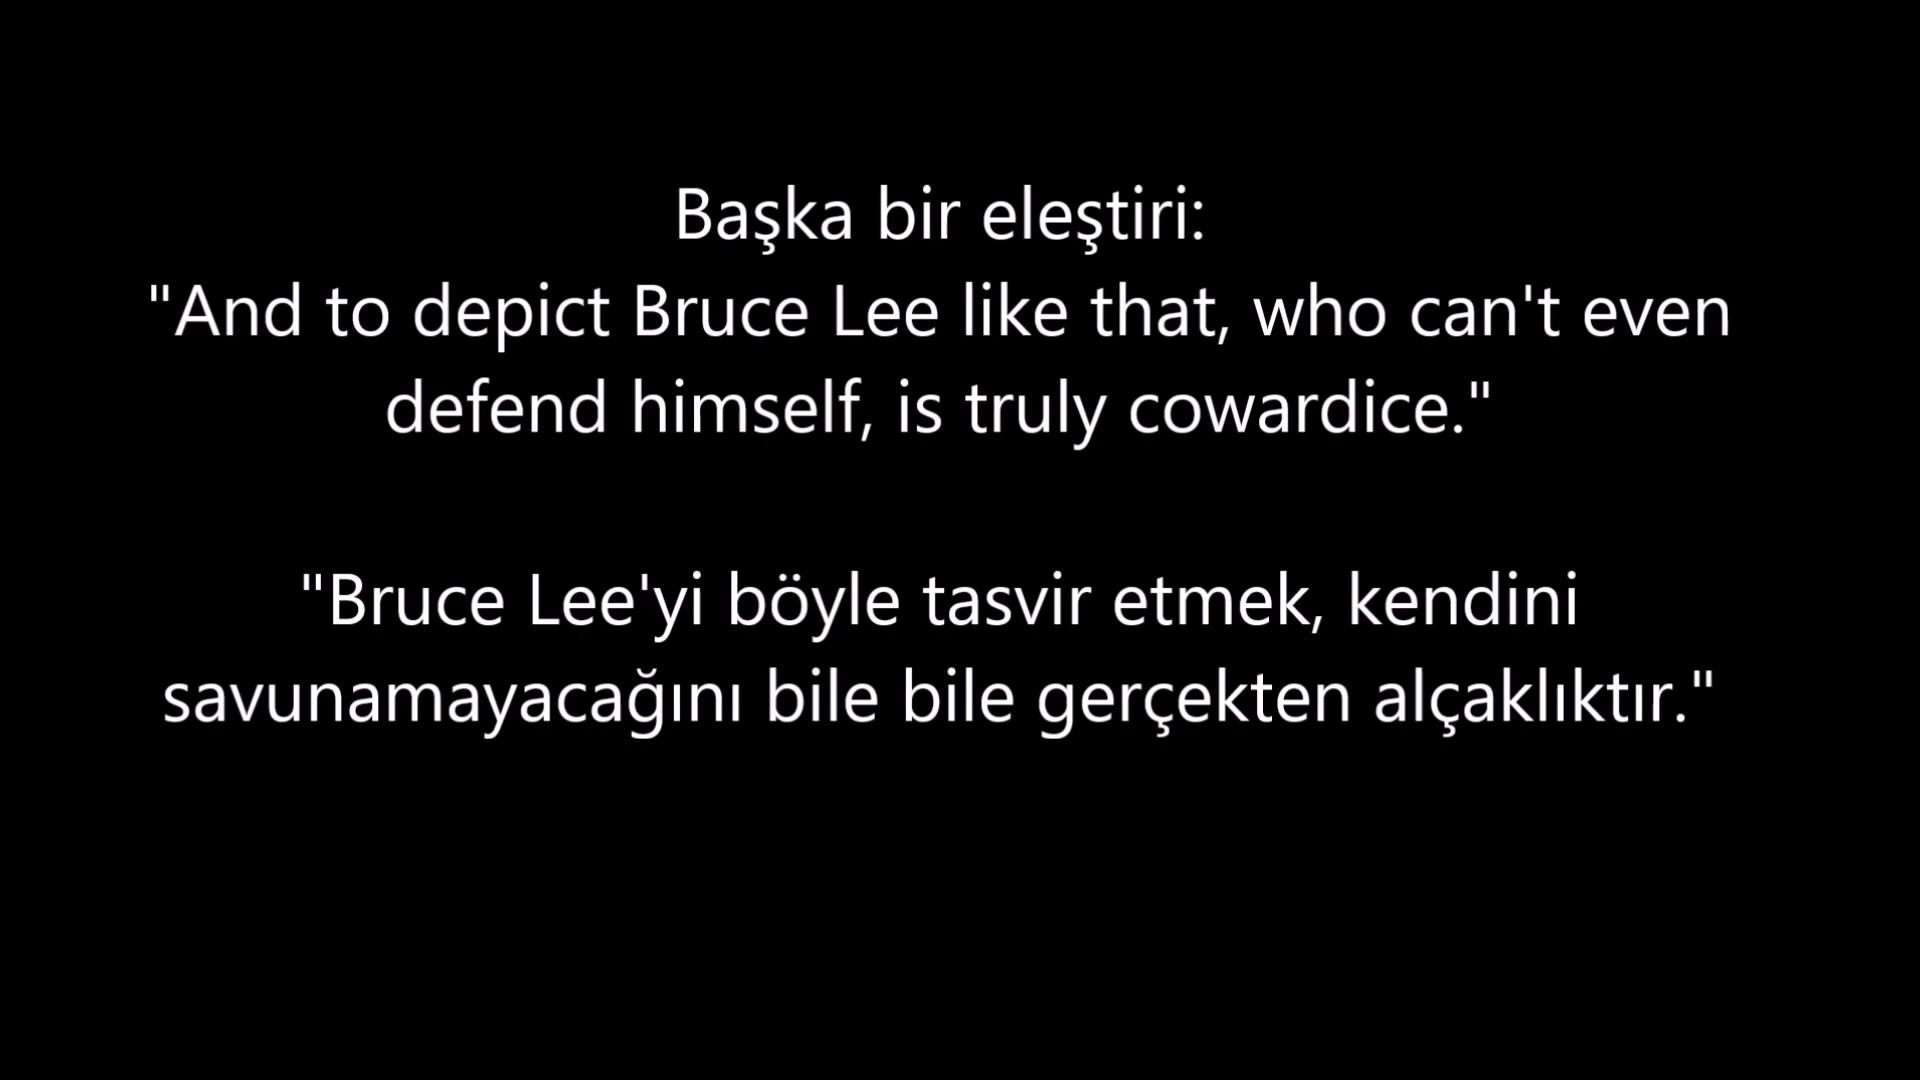 Başka bir eleştiri:
"And to depict Bruce Lee like that, who can't even
defend himself, is truly cowardice."
"Bruce Lee'yi böyle tasvir etmek, kendini
savunamayacağını bile bile gerçekten alçaklıktır."